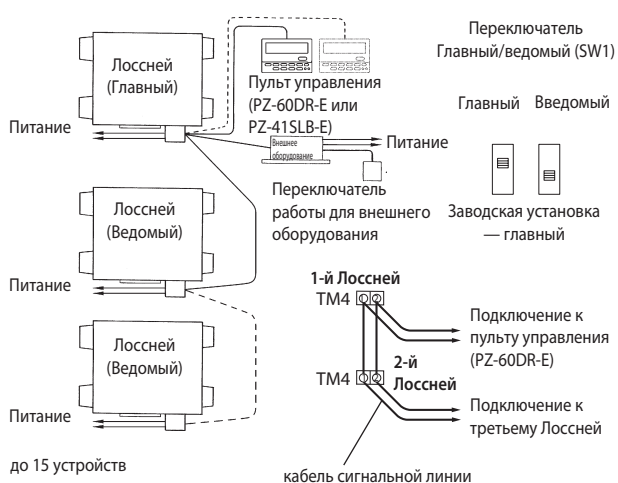 Лоссней
(Главный)
Питание
Пульт управления
(PZ-60DR-E или
PZ-41SLB-E)
Внешнее
оборудование
Питание
Переключатель
работы для внешнего
оборудования
Переключатель
Главный/ведомый (SW1)
Главный
Введомый
Заводская установка
— главный
Лоссней
(Ведомый)
Питание
Лоссней
(Ведомый)
Питание
до 15 устройств
1-й Лоссней
TM4
Подключение к
пульту управления
(PZ-60DR-E)
2-й
Лоссней
TM4
Подключение к
третьему Лоссней
кабель сигнальной линии